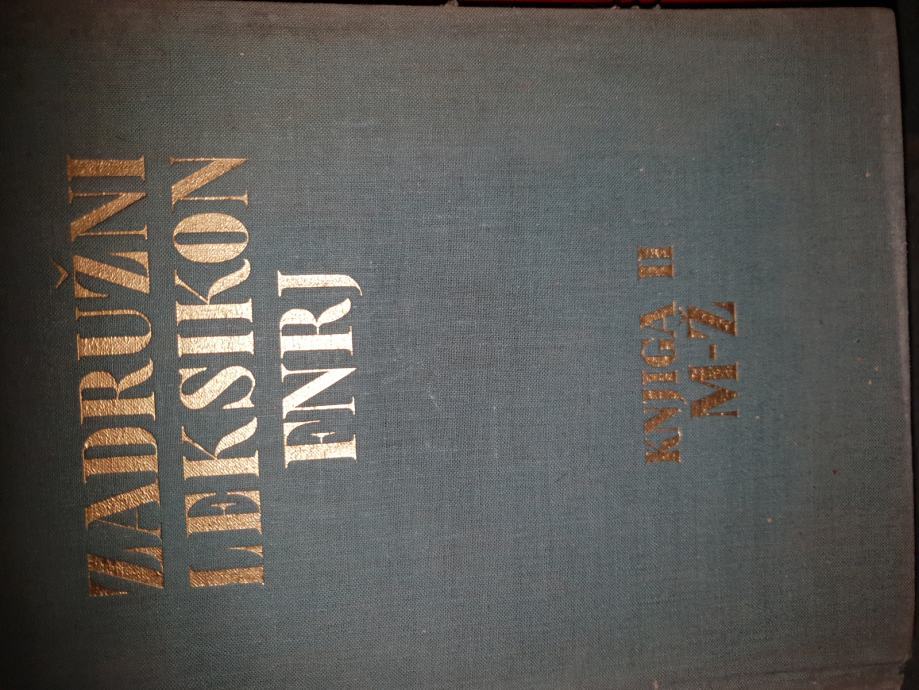 ZADRUŽNI
LEKSIKON
FNRJ
KNJIGA II
M-Ž